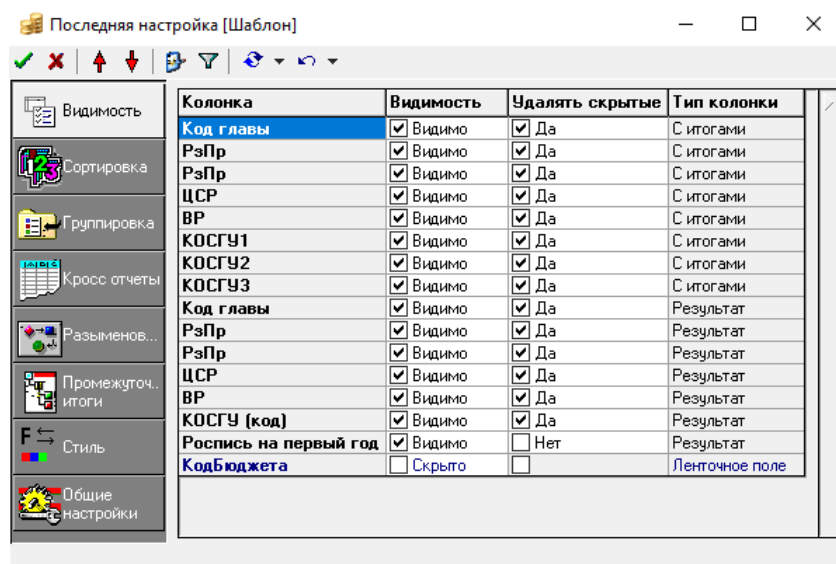 Последняя настройка [Шаблон]
Видимость
Сортировка
Группировка
Кросс отчеты
Разыменов...
Промежуточ..
итоги
Стиль
Общие
настройки
Колонка Видимость Удалять скрытые Тип колонки
Код главы Видимо Да С итогами
РзПр Видимо Да С итогами
РзПр Видимо Да С итогами
ЦСР Видимо Да С итогами
ВР Видимо Да С итогами
КОСГУ1 Видимо Да С итогами
КОСГУ2 Видимо Да С итогами
КОСГУ3 Видимо Да С итогами
Код главы Видимо Да Результат
РзПр Видимо Да Результат
РзПр Видимо Да Результат
ЦСР Видимо Да Результат
ВР Видимо Да Результат
КОСГУ (код) Видимо Да Результат
Роспись на первый год Видимо Нет Результат
КодБюджета Скрыто Ленточное поле